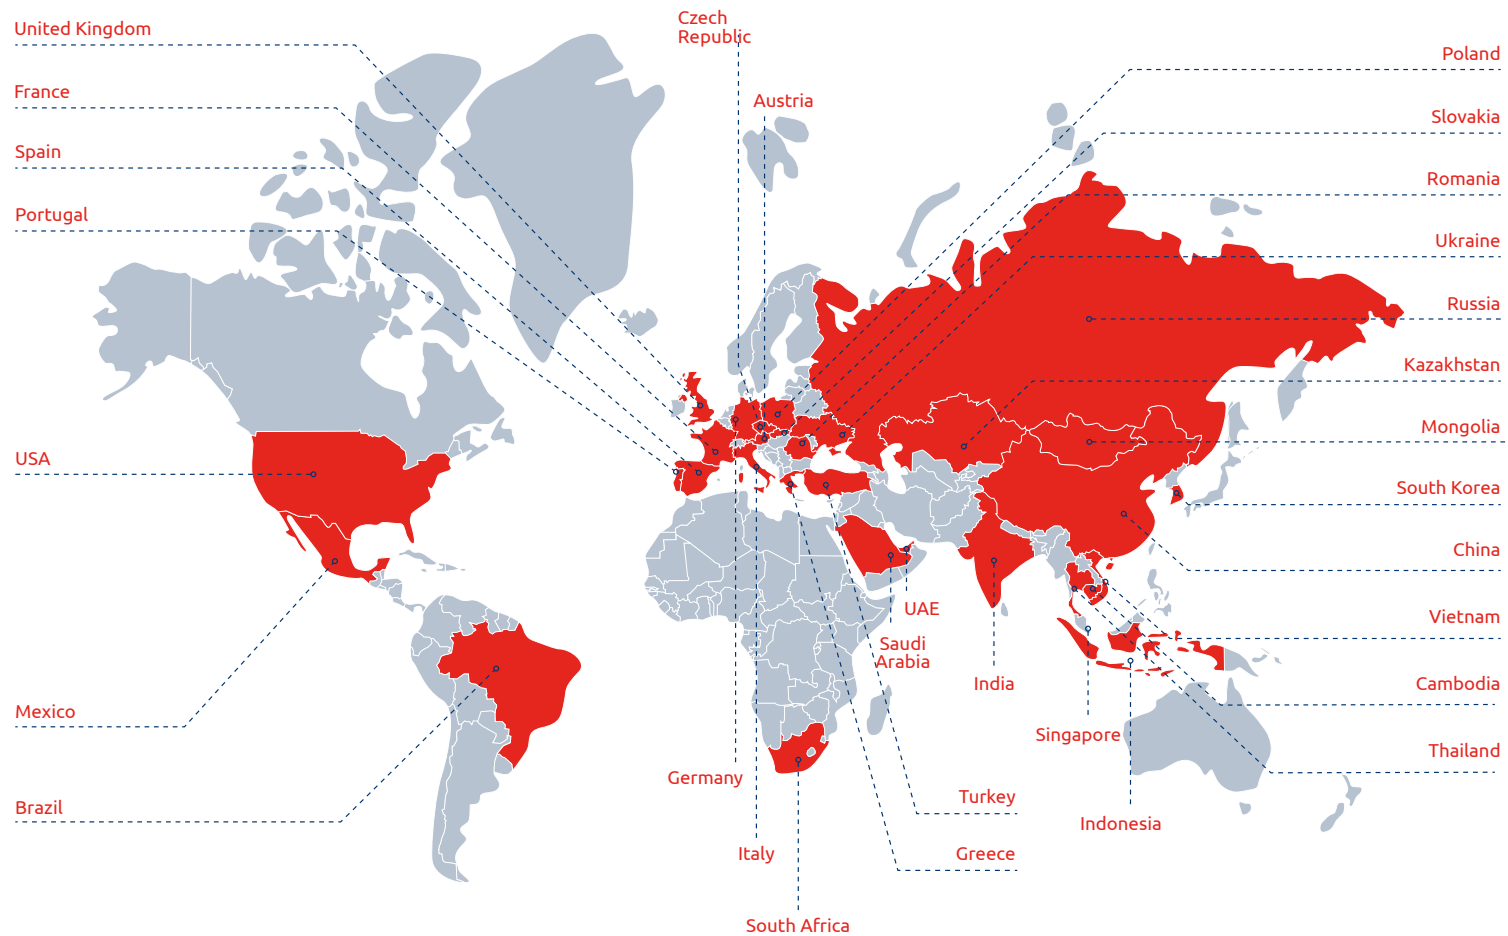 United Kingdom
France
Spain
Portugal
USA
Mexico
Brazil
Czech
Republic
Austria
Poland
Slovakia
Romania
Ukraine
Russia
Kazakhstan
Mongolia
South Korea
China
Vietnam
Cambodia
Thailand
UAE
Saudi
Arabia
India
Singapore
Indonesia
Germany
Turkey
Italy
Greece
South Africa